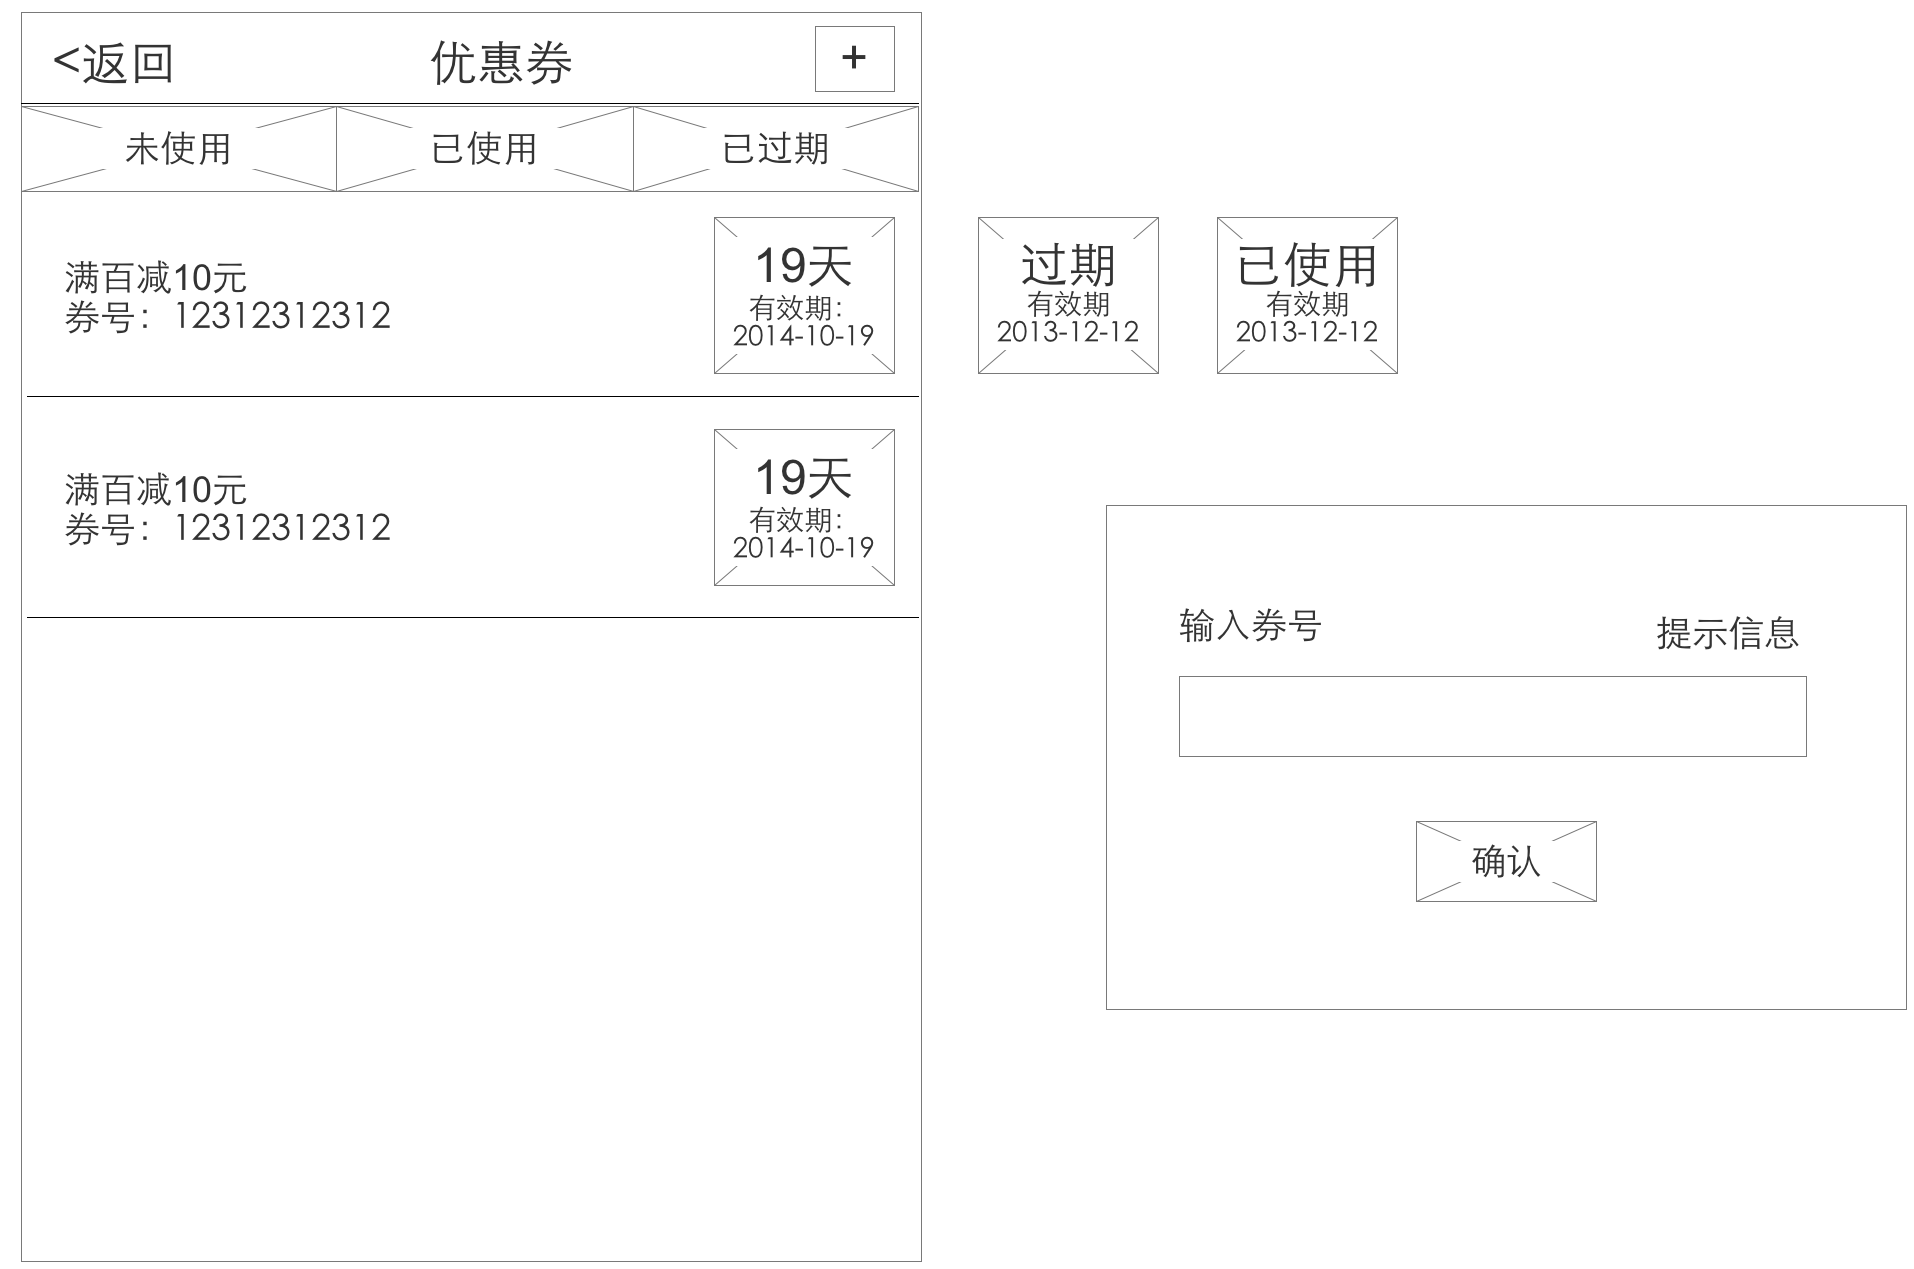 <返回
优惠券
+
未使用
已使用
已过期
满百减10元
券号：12312312312
19天
有效期：
2014-10-19
过期
有效期
2013-12-12
已使用
有效期
2013-12-12
满百减10元
券号：12312312312
19天
有效期：
2014-10-19
输入券号
提示信息
确认